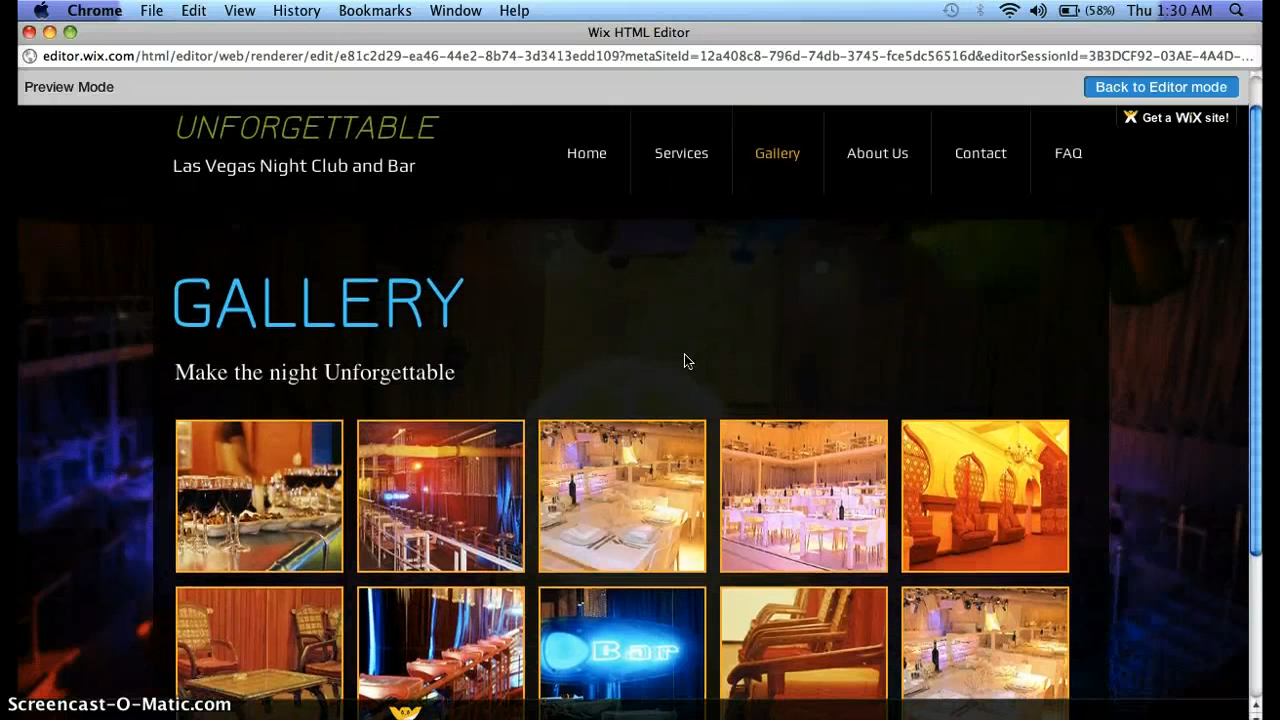 Chrome File Edit View History Bookmarks Window Help (58%) Thu 1:30 AM
Wix HTML Editor
editor.wix.com/html/editor/web/renderer/edit/e81c2d29-ea46-44e2-8b74-3d3413edd109?metaSiteId=12a408c8-796d-74db-3745-fce5dc56516d&editorSessionId=3B3DCF92-03AE-4A4D-...
Preview Mode Back to Editor mode
Get a WiX site!
UNFORGETTABLE
Las Vegas Night Club and Bar
Home Services Gallery About Us Contact FAQ
GALLERY
Make the night Unforgettable
Bar
Screencast-O-Matic.com